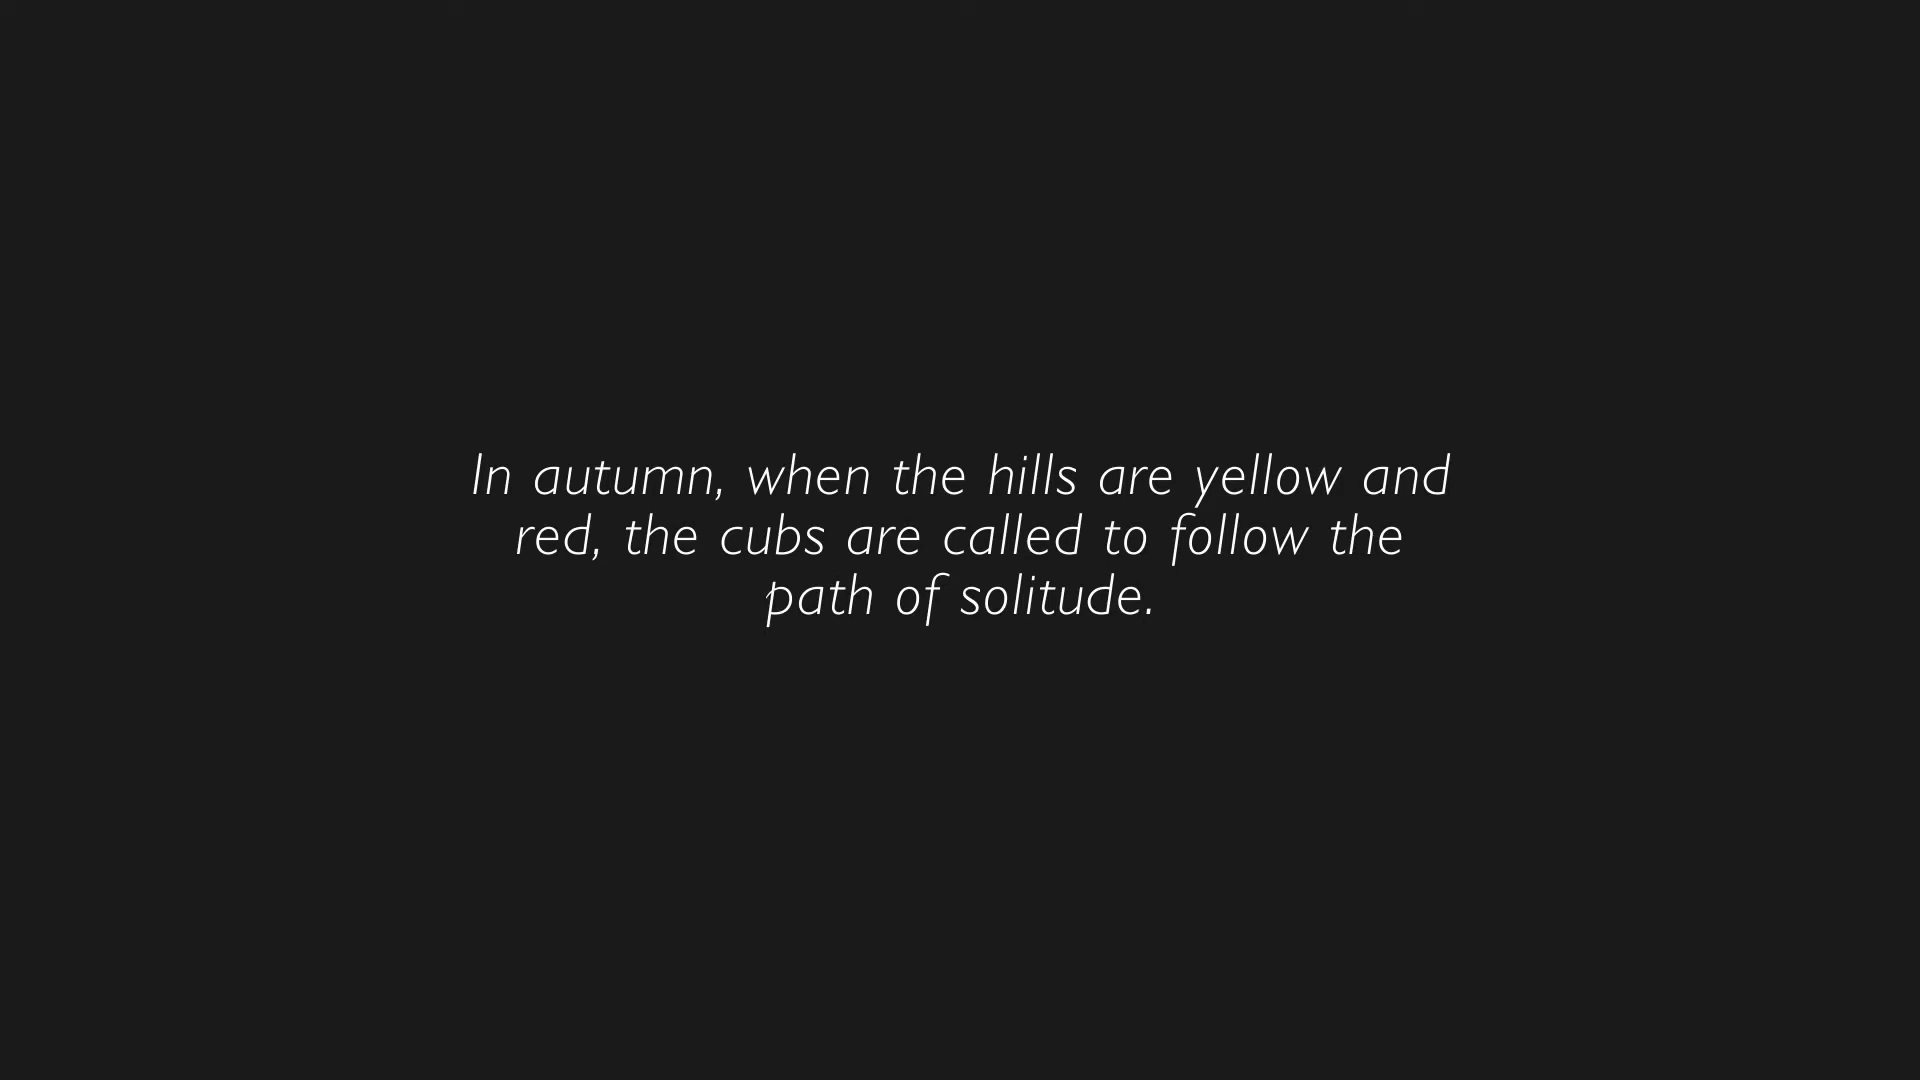 In autumn, when the hills are yellow and
red, the cubs are called to follow the
path of solitude.